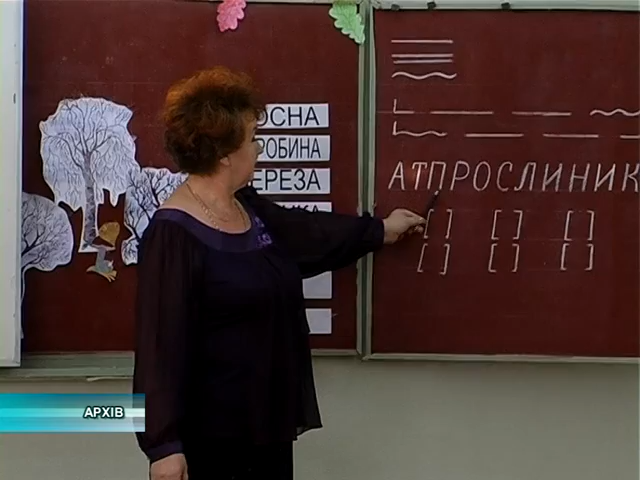 ОСНА
РОБИНА
ЕРЕЗА
АТПРОСЛИНИК
[ ] [ ] [ ]
[ ] [ ] [ ]
АРХІВ